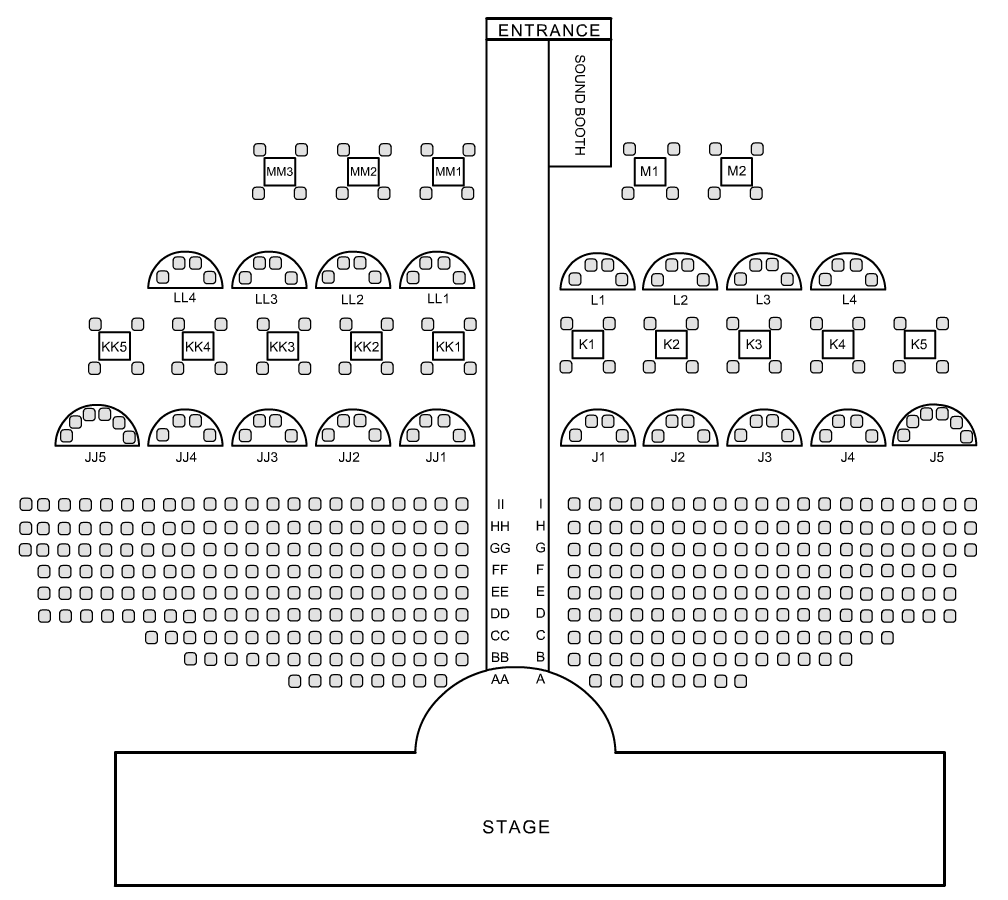 ENTRANCE
SOUND BOOTH
MM3 MM2 MM1 M1 M2
LL4 LL3 LL2 LL1 L1 L2 L3 L4
KK5 KK4 KK3 KK2 KK1 K1 K2 K3 K4 K5
JJ5 JJ4 JJ3 JJ2 JJ1 J1 J2 J3 J4 J5
II I
HH H
GG G
FF F
EE E
DD D
CC C
BB B
AA A
STAGE